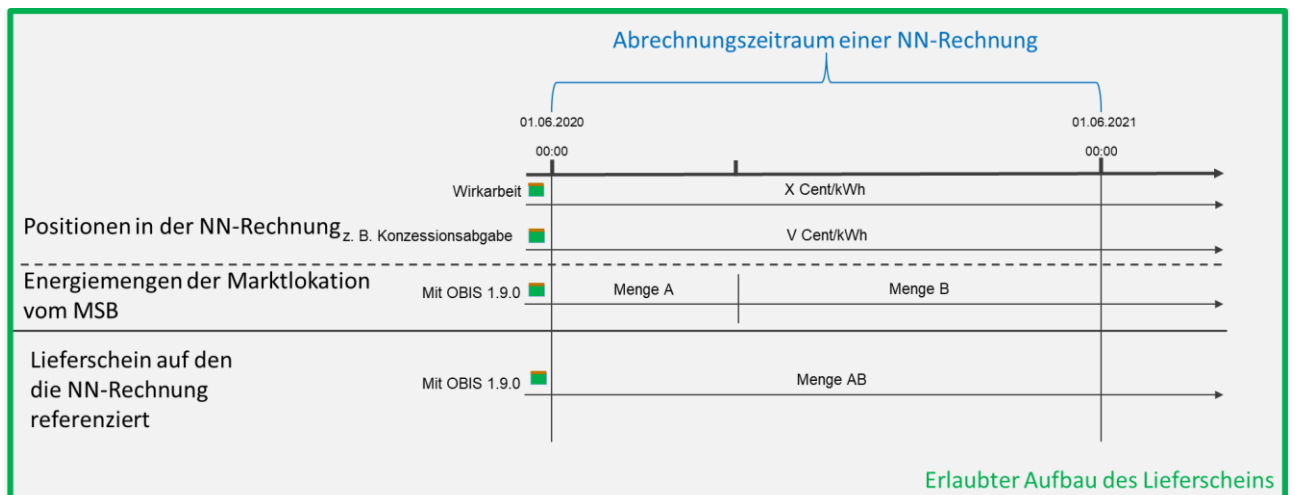 Abrechnungszeitraum einer NN-Rechnung
01.06.2020
01.06.2021
00:00
00:00
Wirkarbeit
X Cent/kWh
Positionen in der NN-Rechnung
z. B. Konzessionsabgabe
V Cent/kWh
Energiemengen der Marktlokation
vom MSB
Mit OBIS 1.9.0
Menge A
Menge B
Lieferschein auf den
die NN-Rechnung
referenziert
Mit OBIS 1.9.0
Menge AB
Erlaubter Aufbau des Lieferscheins